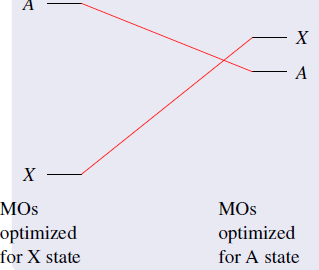 A
X
A
X
MOs
optimized
for X state
MOs
optimized
for A state